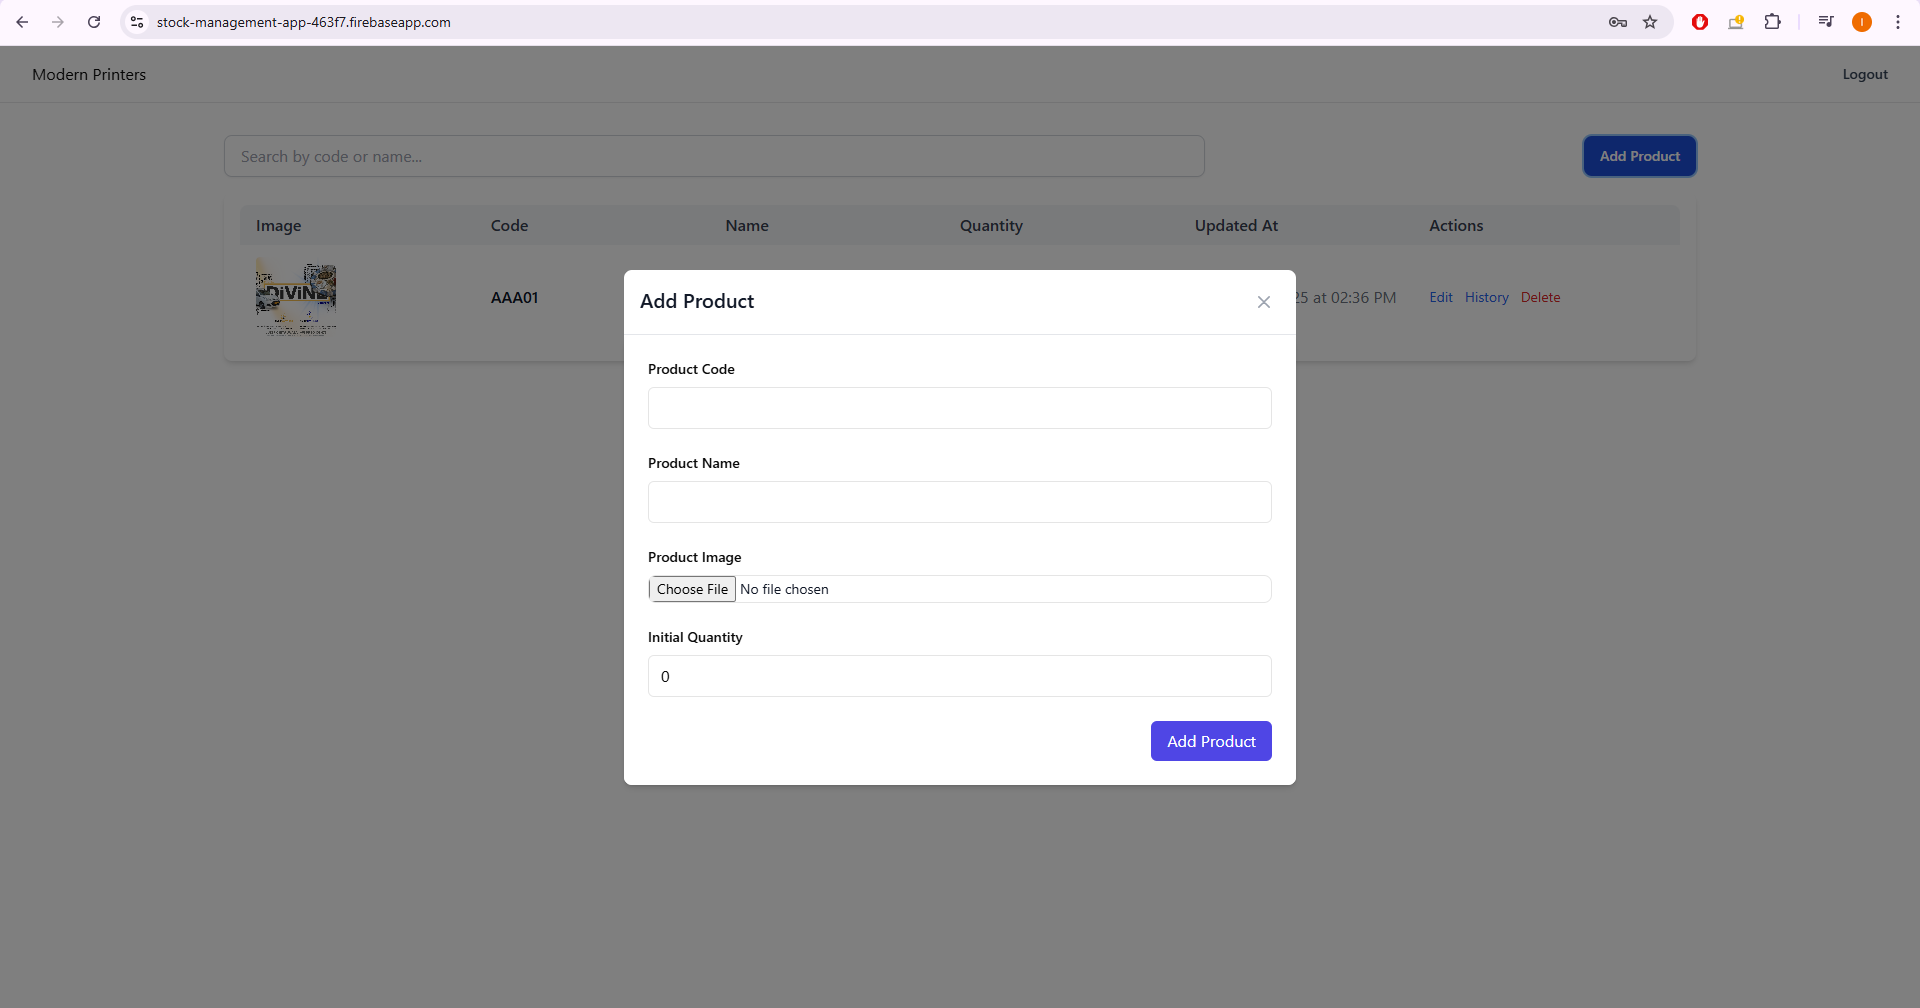 stock-management-app-463f7.firebaseapp.com
Modern Printers
Logout
Search by code or name...
Add Product
Image Code Name Quantity Updated At Actions
DiViNE
AAA01
25 at 02:36 PM
Edit History Delete
Add Product
Product Code
Product Name
Product Image
Choose File No file chosen
Initial Quantity
0
Add Product